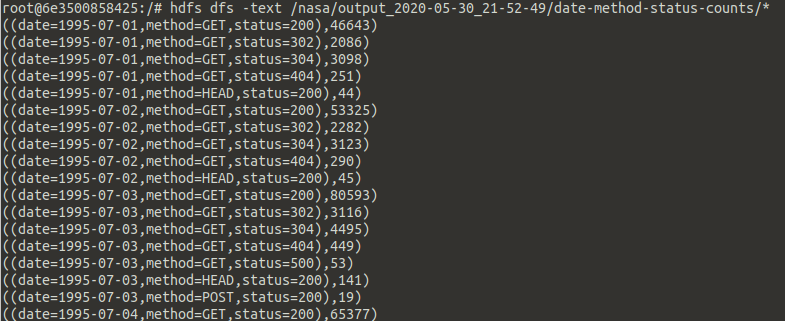 root@6e3500858425:/# hdfs dfs -text /nasa/output_2020-05-30_21-52-49/date-method-status-counts/*
((date=1995-07-01,method=GET,status=200),46643)
((date=1995-07-01,method=GET,status=302),2086)
((date=1995-07-01,method=GET,status=304),3098)
((date=1995-07-01,method=GET,status=404),251)
((date=1995-07-01,method=HEAD,status=200),44)
((date=1995-07-02,method=GET,status=200),53325)
((date=1995-07-02,method=GET,status=302),2282)
((date=1995-07-02,method=GET,status=304),3123)
((date=1995-07-02,method=GET,status=404),290)
((date=1995-07-02,method=HEAD,status=200),45)
((date=1995-07-03,method=GET,status=200),80593)
((date=1995-07-03,method=GET,status=302),3116)
((date=1995-07-03,method=GET,status=304),4495)
((date=1995-07-03,method=GET,status=404),449)
((date=1995-07-03,method=GET,status=500),53)
((date=1995-07-03,method=HEAD,status=200),141)
((date=1995-07-03,method=POST,status=200),19)
((date=1995-07-04,method=GET,status=200),65377)